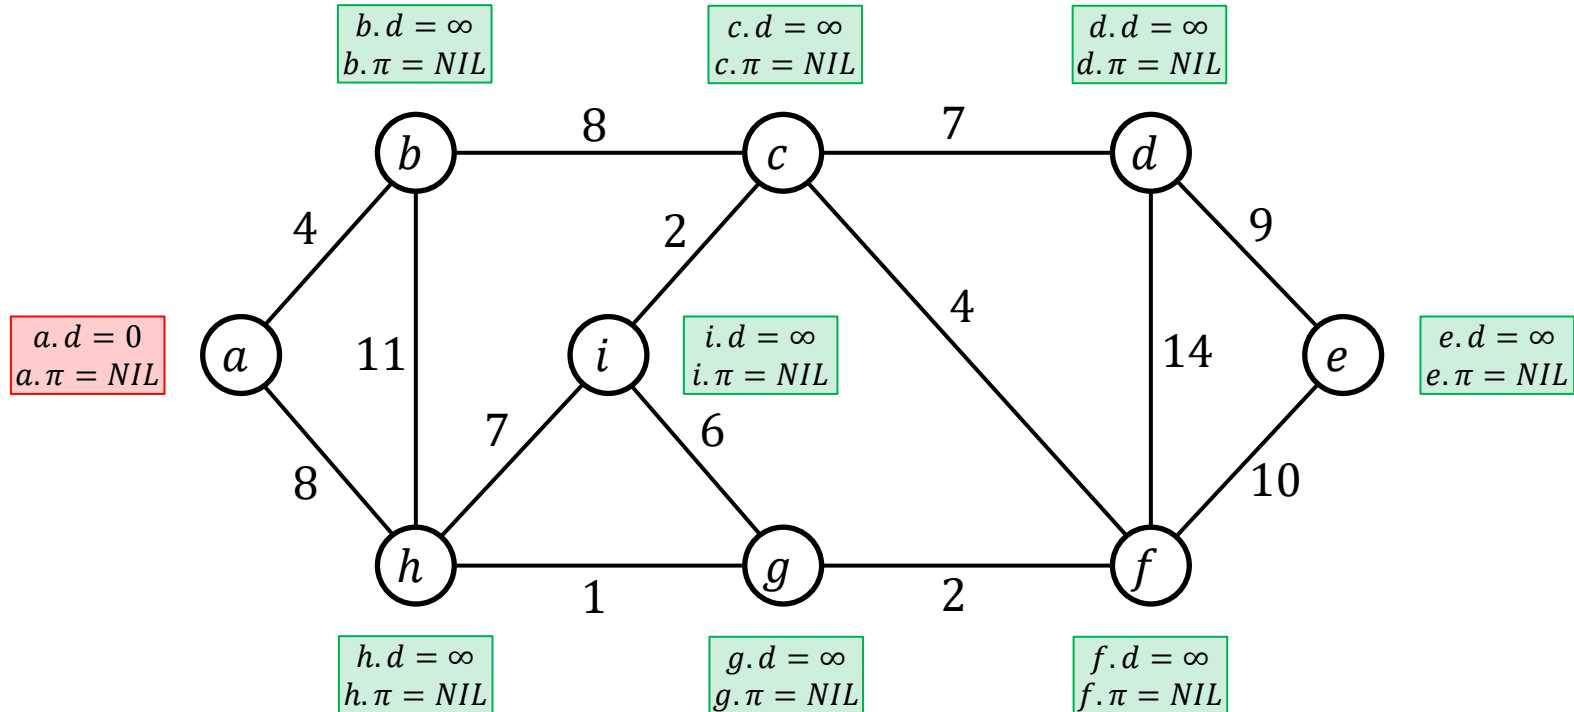 b.d = ∞
b.π = NIL
c.d = ∞
c.π = NIL
d.d = ∞
d.π = NIL
8
7
b
c
d
4
2
9
a.d = 0
a.π = NIL
a
11
i
i.d = ∞
i.π = NIL
4
14
e
e.d = ∞
e.π = NIL
8
7
6
10
h
g
f
1
2
h.d = ∞
h.π = NIL
g.d = ∞
g.π = NIL
f.d = ∞
f.π = NIL